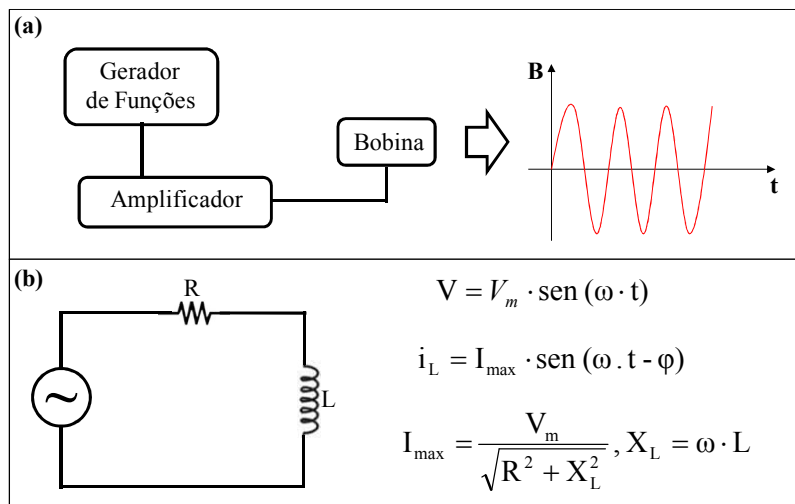 (a)
Gerador
de Funções
Amplificador
Bobina
B
t
(b)
R
L
V = V_m · sen (ω · t)
i_L = I_max · sen (ω . t - φ)
I_max = V_m / √(R² + X_L²) , X_L = ω · L